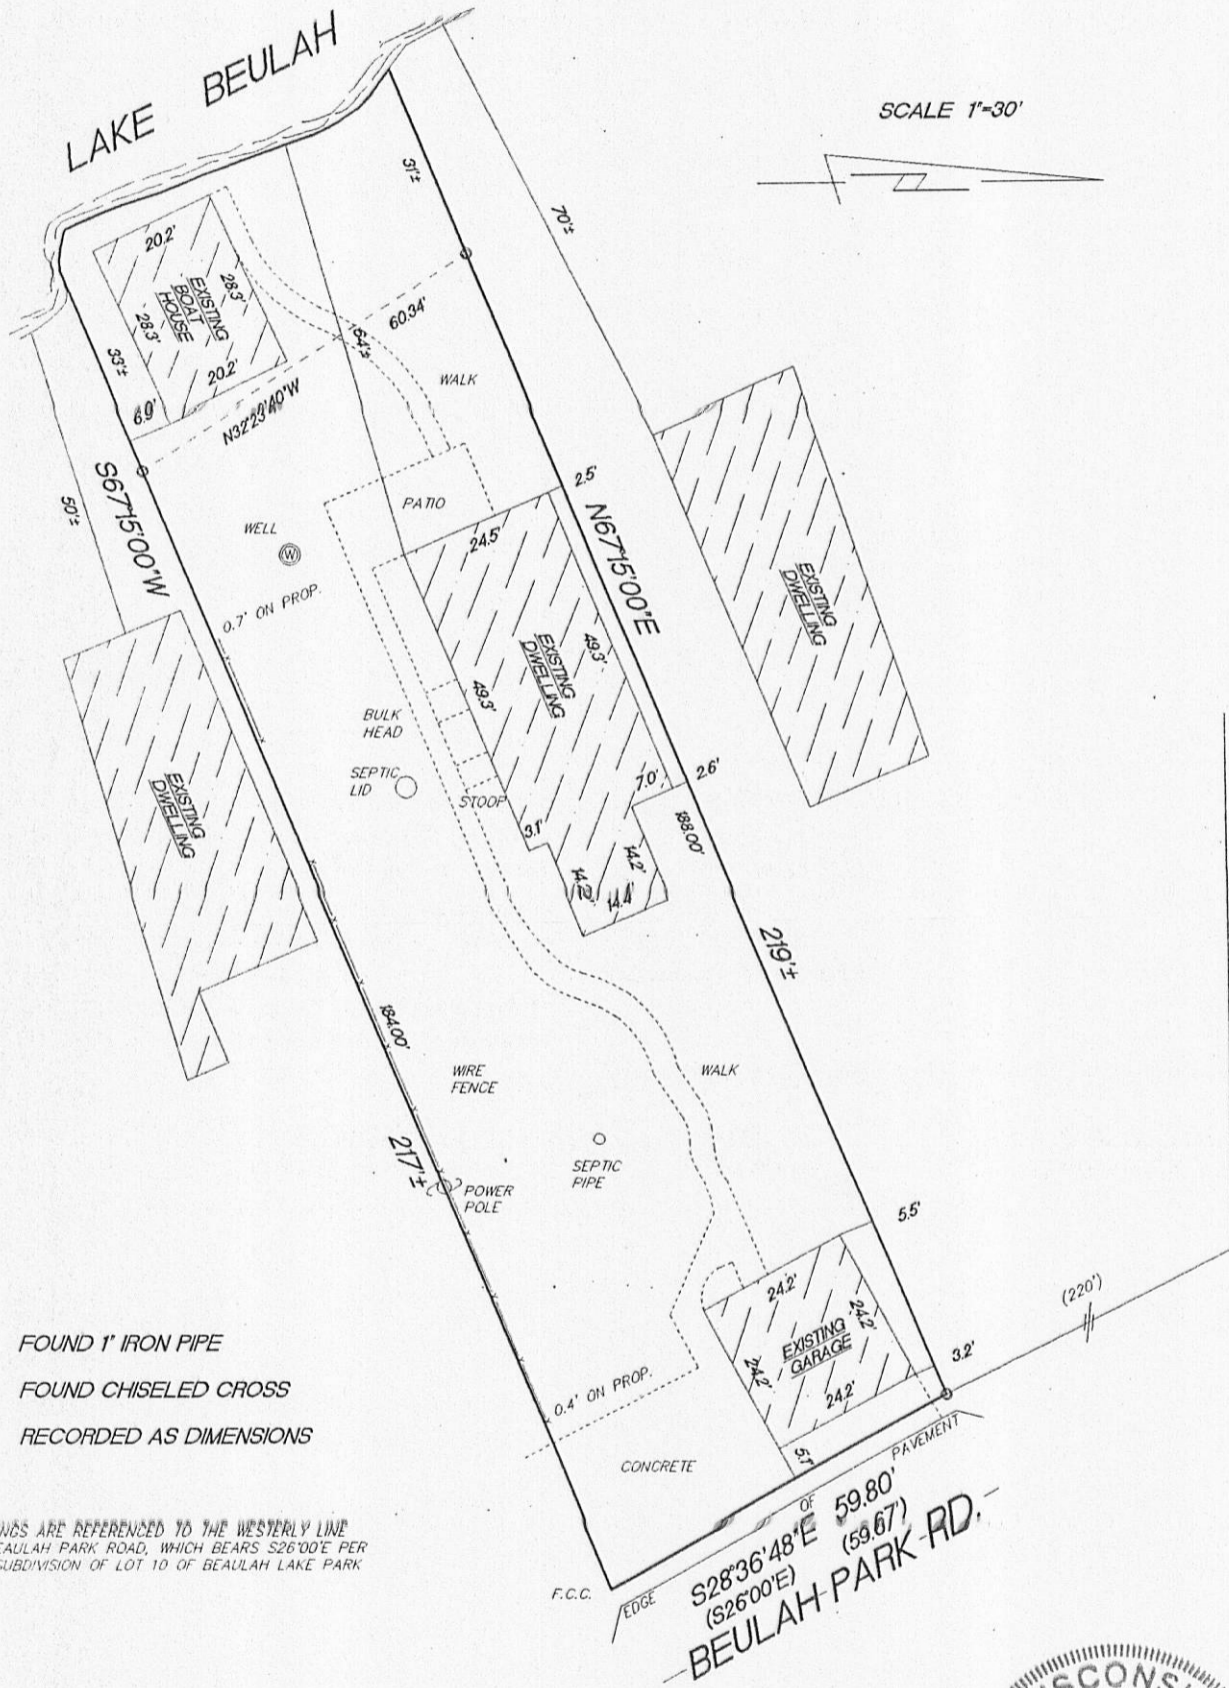 LAKE BEULAH
SCALE 1"=30'
31'±
70'±
20.2'
28.3'
EXISTING
BOAT
HOUSE
28.3'
20.2'
33'±
6.9'
60.34'
64'±
N32°23'40"W
WALK
50'±
S67°15'00"W
WELL
W
PATIO
2.5'
24.5'
N67°15'00"E
0.7' ON PROP.
EXISTING
DWELLING
EXISTING
DWELLING
49.3'
49.3'
BULK
HEAD
SEPTIC
LID
STOOP
7.0'
2.6'
188.00'
3.1'
14.2'
14.2'
14.4'
EXISTING
DWELLING
219'±
184.00'
WIRE
FENCE
WALK
217'±
SEPTIC
PIPE
POWER
POLE
5.5'
24.2'
24.2'
EXISTING
GARAGE
24.2'
24.2'
3.2'
(220')
0.4' ON PROP.
5.1'
CONCRETE
FOUND 1" IRON PIPE
FOUND CHISELED CROSS
RECORDED AS DIMENSIONS
NGS ARE REFERENCED TO THE WESTERLY LINE
EAULAH PARK ROAD, WHICH BEARS S26°00'E PER
SUBDIVISION OF LOT 10 OF BEAULAH LAKE PARK
F.C.C.
EDGE OF PAVEMENT
S28°36'48"E 59.80'
(S26°00'E) (59.67')
BEULAH PARK RD.
SCONS